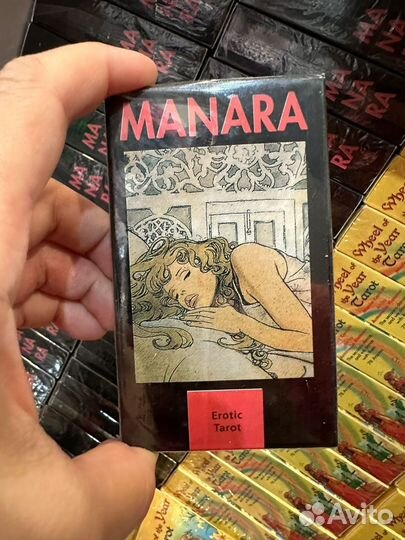 MANARA
Erotic
Tarot
MA
NA
RA
Wheel of
the Year
Tarot
Avito